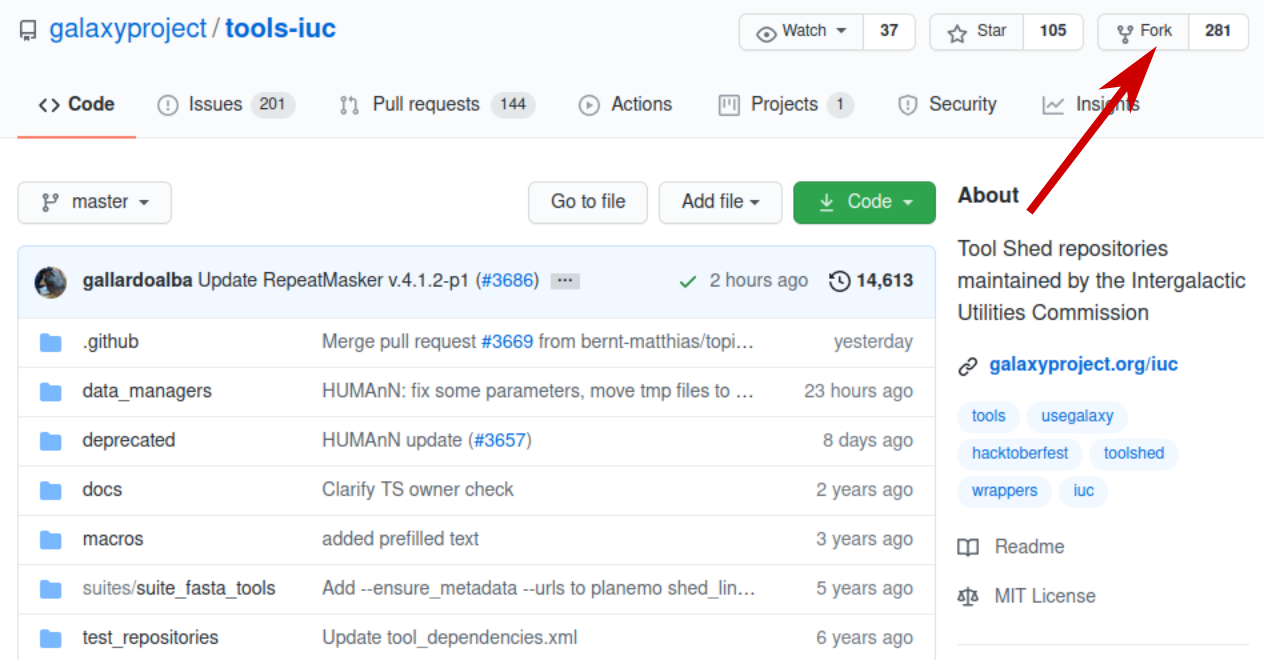 galaxyproject / tools-iuc
Watch 37 Star 105 Fork 281
Code Issues 201 Pull requests 144 Actions Projects 1 Security Insights
master Go to file Add file Code
gallardoalba Update RepeatMasker v.4.1.2-p1 (#3686) ... 2 hours ago 14,613
.github Merge pull request #3669 from bernt-matthias/topi… yesterday
data_managers HUMAnN: fix some parameters, move tmp files to … 23 hours ago
deprecated HUMAnN update (#3657) 8 days ago
docs Clarify TS owner check 2 years ago
macros added prefilled text 3 years ago
suites/suite_fasta_tools Add --ensure_metadata --urls to planemo shed_lin… 5 years ago
test_repositories Update tool_dependencies.xml 6 years ago
About
Tool Shed repositories
maintained by the Intergalactic
Utilities Commission
galaxyproject.org/iuc
tools usegalaxy
hacktoberfest toolshed
wrappers iuc
Readme
MIT License